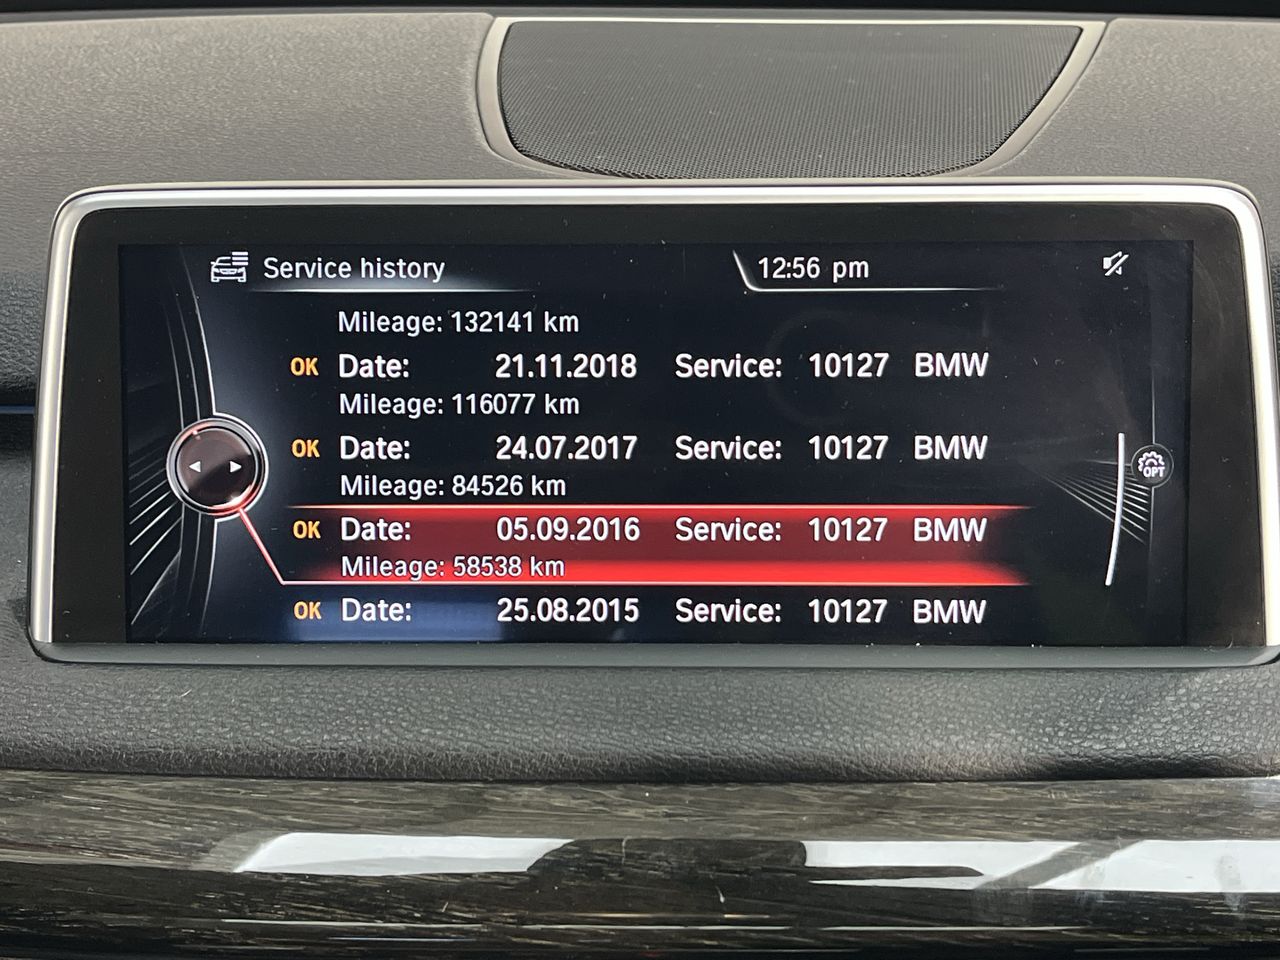 Service history 12:56 pm
Mileage: 132141 km
OK Date: 21.11.2018 Service: 10127 BMW
Mileage: 116077 km
OK Date: 24.07.2017 Service: 10127 BMW
Mileage: 84526 km
OK Date: 05.09.2016 Service: 10127 BMW
Mileage: 58538 km
OK Date: 25.08.2015 Service: 10127 BMW
OPT